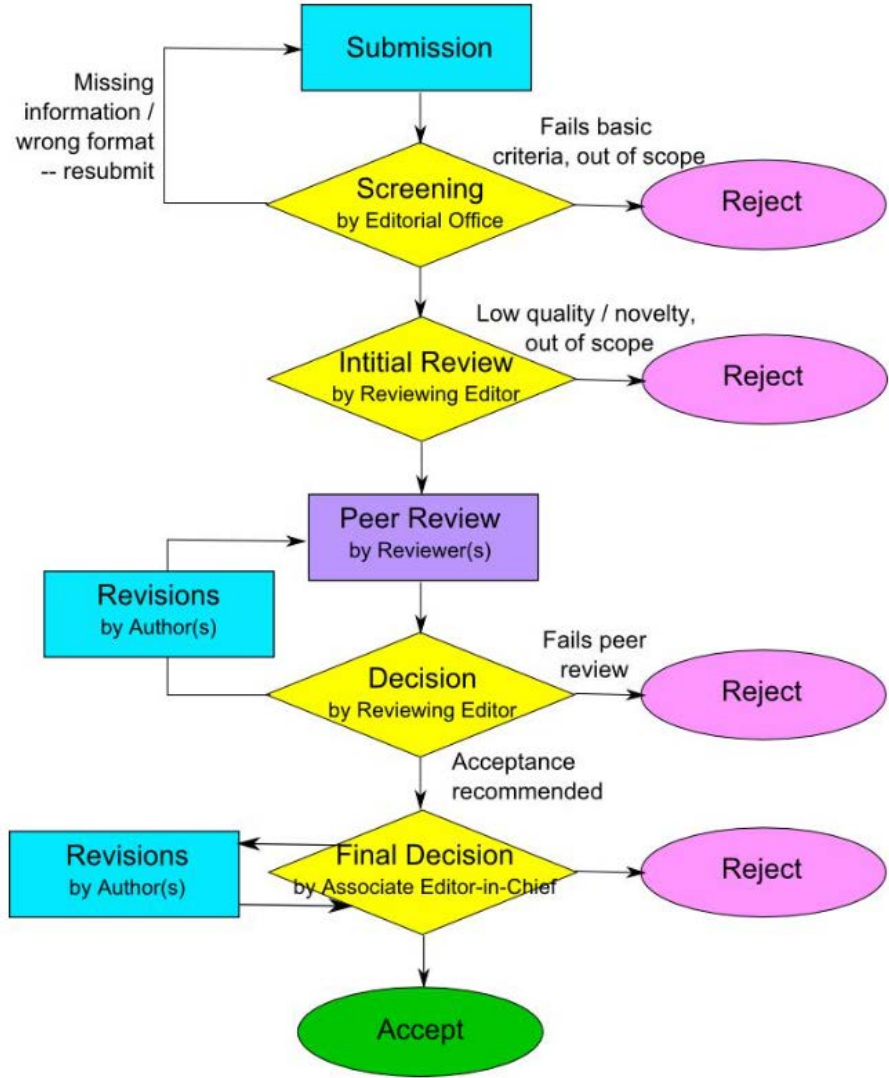 Submission
Missing
information /
wrong format
-- resubmit
Fails basic
criteria, out of scope
Screening
by Editorial Office
Reject
Low quality / novelty,
out of scope
Intitial Review
by Reviewing Editor
Reject
Peer Review
by Reviewer(s)
Revisions
by Author(s)
Fails peer
review
Decision
by Reviewing Editor
Reject
Acceptance
recommended
Revisions
by Author(s)
Final Decision
by Associate Editor-in-Chief
Reject
Accept